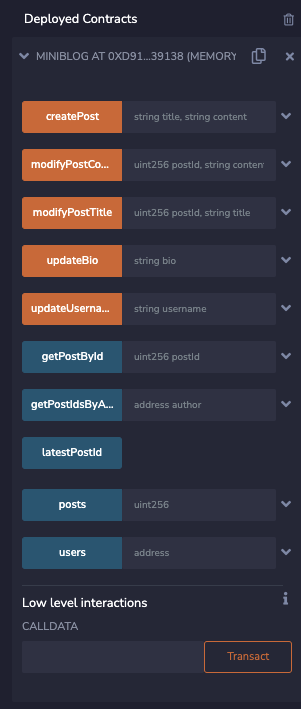 Deployed Contracts
MINIBLOG AT 0XD91...39138 (MEMORY
createPost string title, string content
modifyPostCo... uint256 postId, string conten
modifyPostTitle uint256 postId, string title
updateBio string bio
updateUserna... string username
getPostById uint256 postId
getPostIdsByA... address author
latestPostId
posts uint256
users address
Low level interactions
CALLDATA
Transact